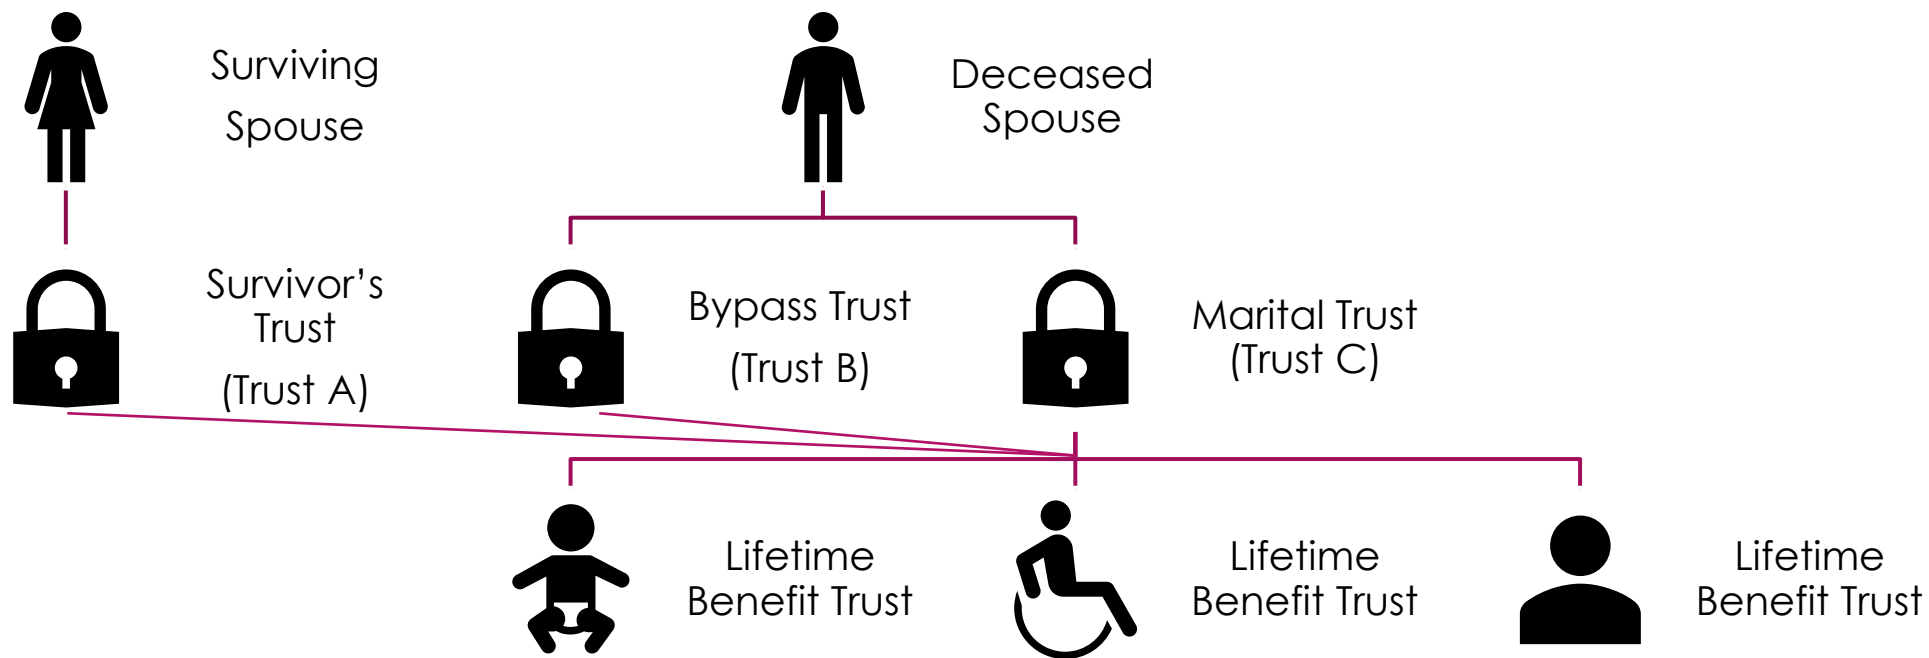 Surviving
Spouse
Deceased
Spouse
Survivor’s
Trust
(Trust A)
Bypass Trust
(Trust B)
Marital Trust
(Trust C)
Lifetime
Benefit Trust
Lifetime
Benefit Trust
Lifetime
Benefit Trust